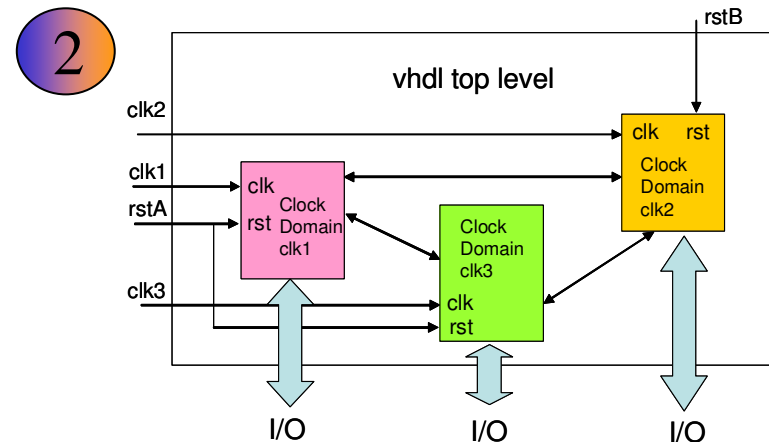 2
rstB
vhdl top level
clk2
clk rst
Clock
Domain
clk2
clk1
clk
Clock
Domain
clk1
rstA
rst
Clock
Domain
clk3
clk3
clk
rst
I/O
I/O
I/O